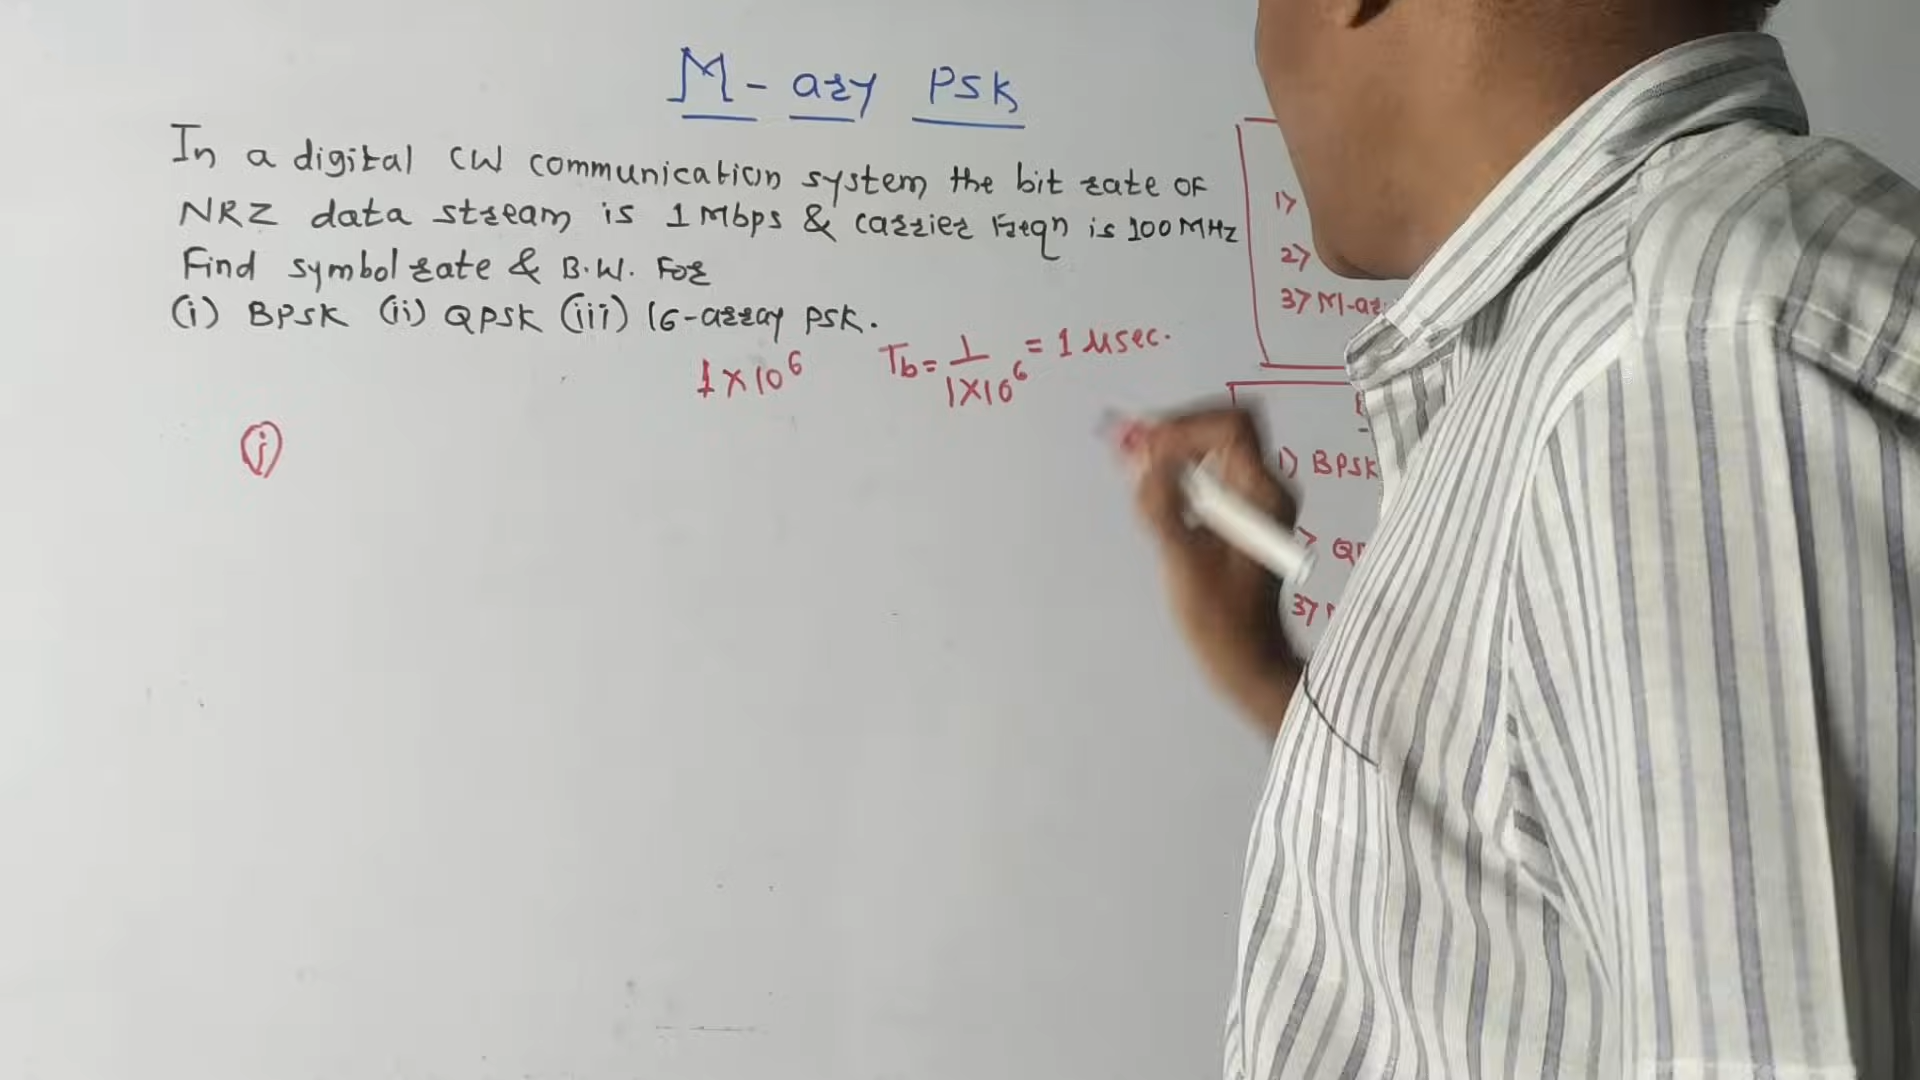 M-ary PSK
In a digital CW communication system the bit rate of
NRZ data stream is 1 Mbps & carrier freqn is 100 MHz
Find symbol rate & B.W. For
(i) BPSK (ii) QPSK (iii) 16-array PSK.
1×10⁶ Tb = 1/1×10⁶ = 1 µsec.
(i)
1)
2)
3) M-ar
1) BPSK
3)